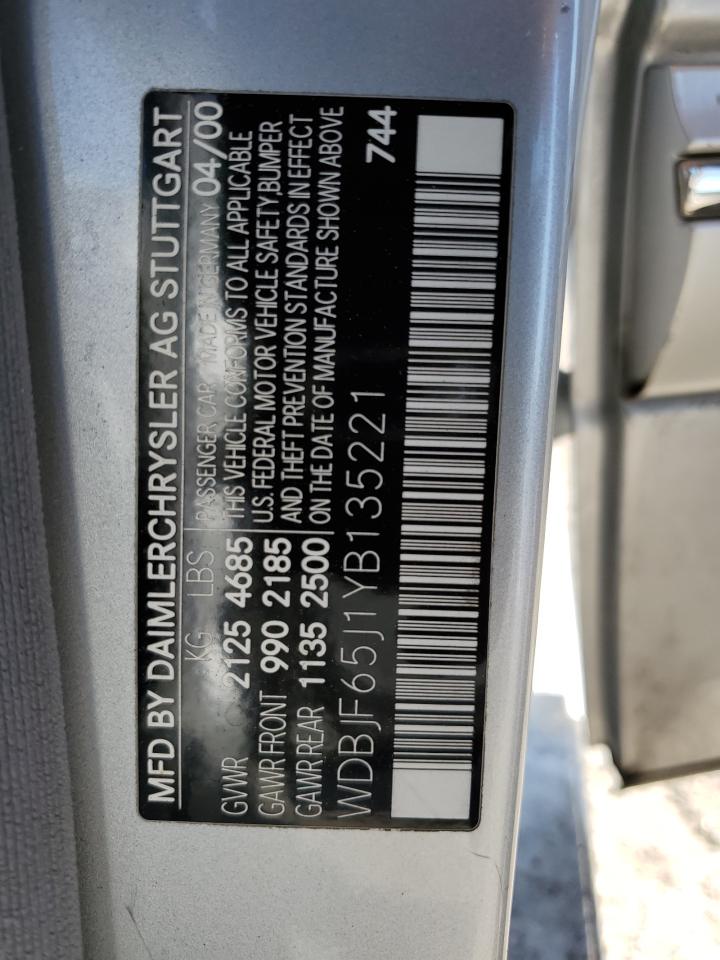 MFD BY DAIMLERCHRYSLER AG STUTTGART
KG LBS PASSENGER CAR MADE IN GERMANY 04/00
GVWR 2125 4685 THIS VEHICLE CONFORMS TO ALL APPLICABLE
GAWR FRONT 990 2185 U.S. FEDERAL MOTOR VEHICLE SAFETY BUMPER
GAWR REAR 1135 2500 AND THEFT PREVENTION STANDARDS IN EFFECT
ON THE DATE OF MANUFACTURE SHOWN ABOVE
WDBJF65J1YB135221 744